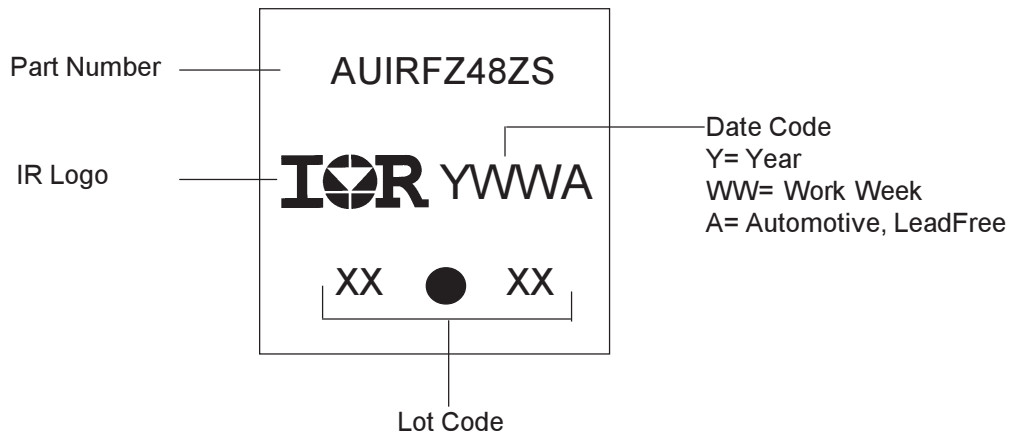 Part Number
AUIRFZ48ZS
IR Logo
IOR YWWA
Date Code
Y= Year
WW= Work Week
A= Automotive, LeadFree
XX ● XX
Lot Code